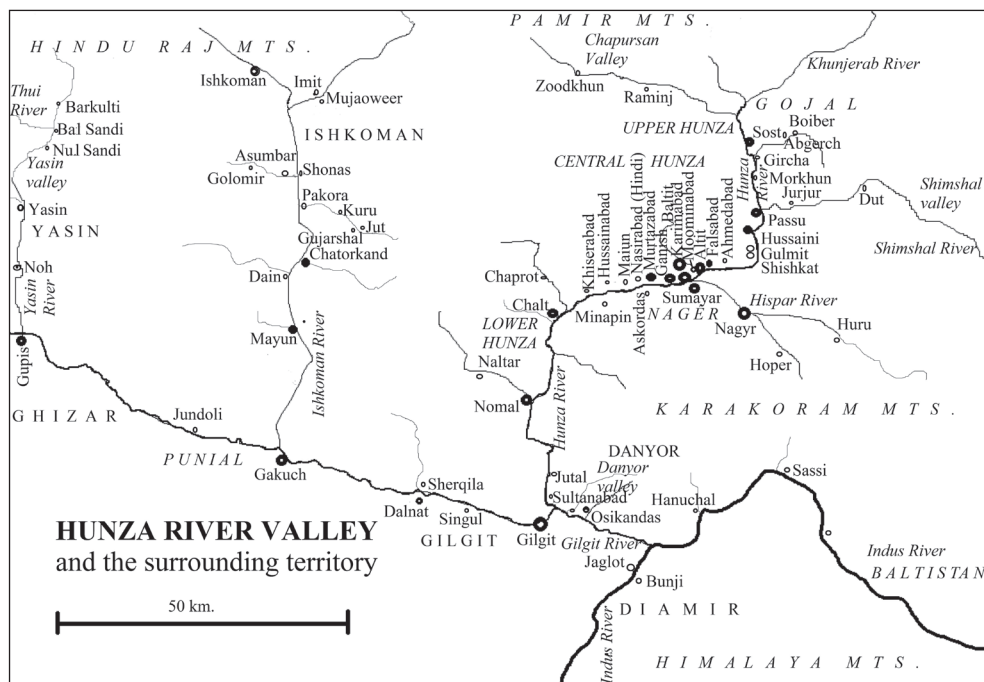 PAMIR MTS.
HINDU RAJ MTS.
Chapursan
Valley
Khunjerab River
Ishkoman
Imit
Mujaoweer
Zoodkhun
Raminj
GOJAL
Thui
River
Barkulti
Bal Sandi
Nul Sandi
Yasin
valley
ISHKOMAN
UPPER HUNZA
Sost
Boiber
Abgerch
Gircha
Morkhun
Jurjur
Asumbar
Golomir
Shonas
CENTRAL HUNZA
Hunza
River
Dut
Shimshal
valley
Pakora
Kuru
Jut
Gujarshal
Chatorkand
Yasin
YASIN
Passu
Shimshal River
Khiserabad
Hussainabad
Maiun
Nasirabad (Hindi)
Murtazabad
Ganish
Baltit
Karimabad
Moominabad
Altit
Falsabad
Ahmedabad
Hussaini
Gulmit
Shishkat
Noh
Yasin
River
Dain
Chaprot
Chalt
Minapin
Askordas
Sumayar
NAGER
Hispar River
Nagyr
Huru
Hoper
Mayun
Ishkoman River
LOWER
HUNZA
Naltar
Gupis
GHIZAR
Jundoli
Nomal
Hunza River
KARAKORAM MTS.
PUNIAL
Gakuch
DANYOR
Danyor
valley
Jutal
Sultanabad
Hanuchal
Sassi
Sherqila
Dalnat
Singul
Osikandas
GILGIT
Gilgit
Gilgit River
Jaglot
Bunji
Indus River
BALTISTAN
HUNZA RIVER VALLEY
and the surrounding territory
50 km.
DIAMIR
Indus River
HIMALAYA MTS.